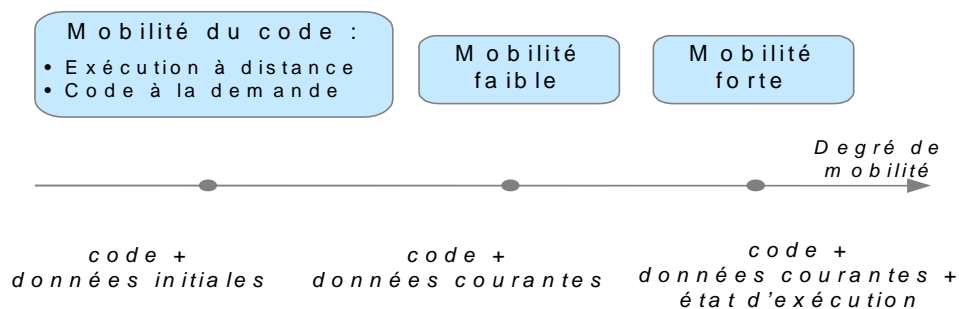 Mobilité du code :
• Exécution à distance
• Code à la demande
Mobilité
faible
Mobilité
forte
Degré de
mobilité
code +
données initiales
code +
données courantes
code +
données courantes +
état d'exécution